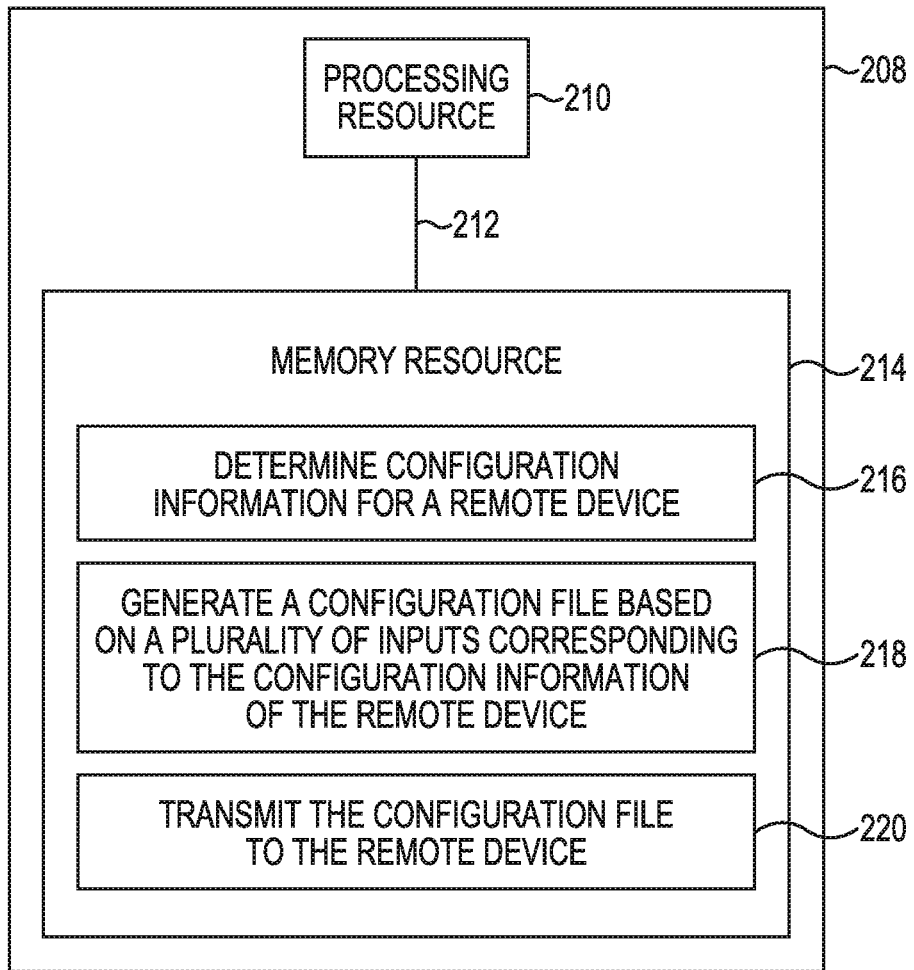 PROCESSING
RESOURCE
210
208
212
MEMORY RESOURCE
214
DETERMINE CONFIGURATION
INFORMATION FOR A REMOTE DEVICE
216
GENERATE A CONFIGURATION FILE BASED
ON A PLURALITY OF INPUTS CORRESPONDING
TO THE CONFIGURATION INFORMATION
OF THE REMOTE DEVICE
218
TRANSMIT THE CONFIGURATION FILE
TO THE REMOTE DEVICE
220